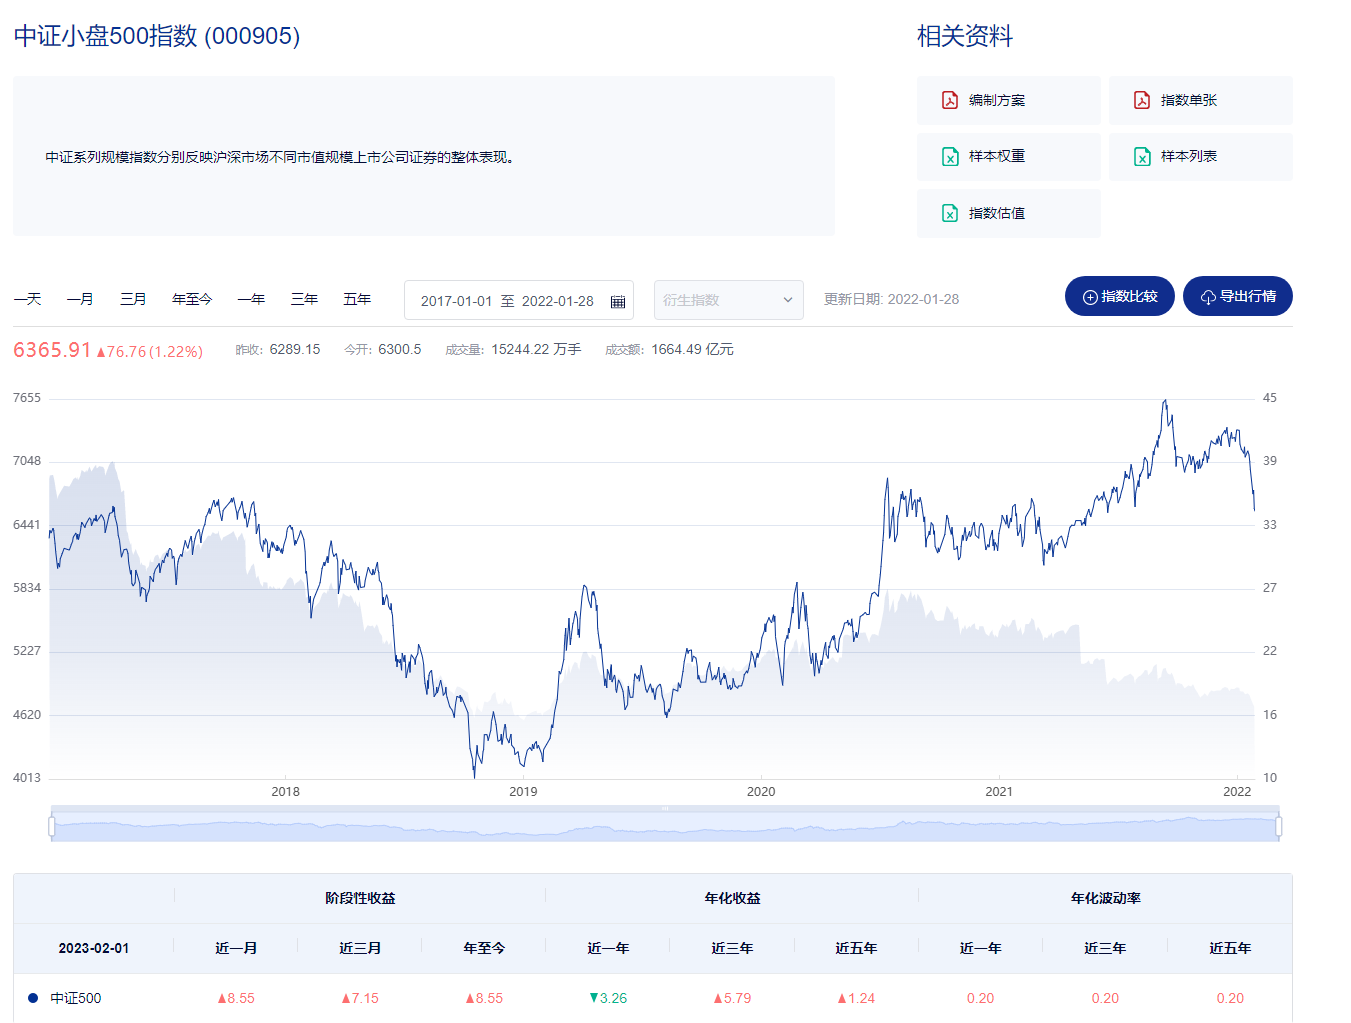 中证小盘500指数 (000905)
相关资料
中证系列规模指数分别反映沪深市场不同市值规模上市公司证券的整体表现。
编制方案 指数单张
样本权重 样本列表
指数估值
一天 一月 三月 年至今 一年 三年 五年 2017-01-01 至 2022-01-28 衍生指数 更新日期: 2022-01-28 指数比较 导出行情
6365.91 ▲76.76 (1.22%) 昨收: 6289.15 今开: 6300.5 成交量: 15244.22 万手 成交额: 1664.49 亿元
7655 45
7048 39
6441 33
5834 27
5227 22
4620 16
4013 10
2018 2019 2020 2021 2022
阶段性收益 年化收益 年化波动率
2023-02-01 近一月 近三月 年至今 近一年 近三年 近五年 近一年 近三年 近五年
中证500 ▲8.55 ▲7.15 ▲8.55 ▼3.26 ▲5.79 ▲1.24 0.20 0.20 0.20